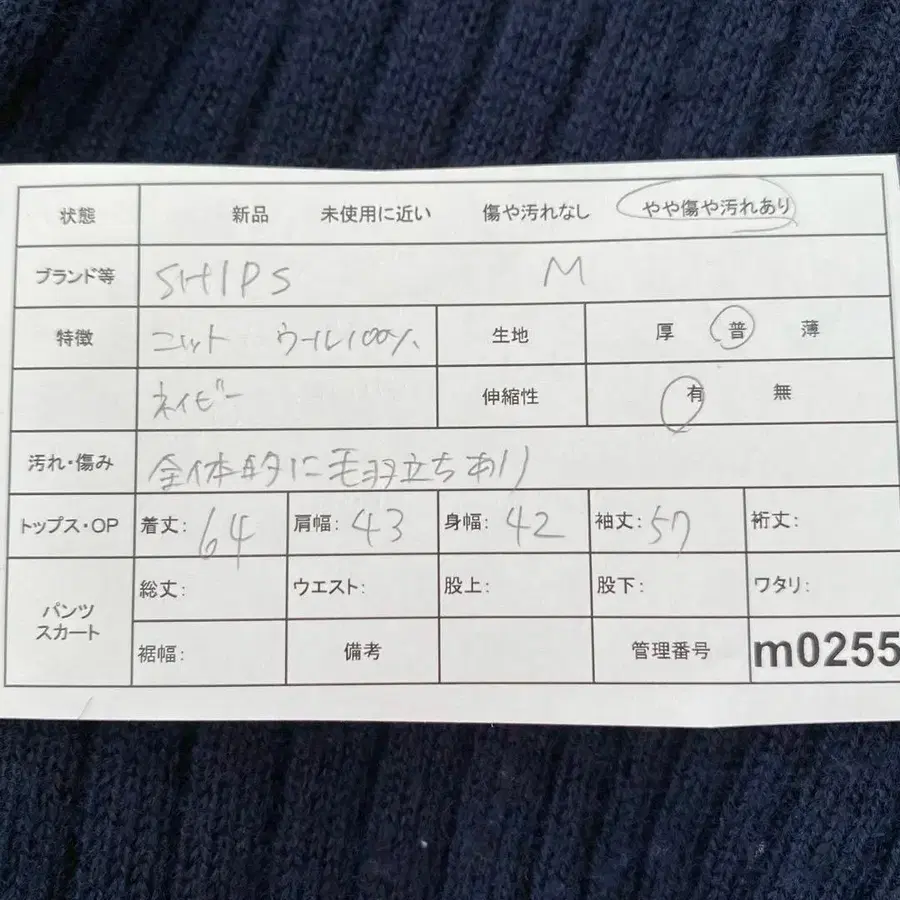 状態 新品 未使用に近い 傷や汚れなし やや傷や汚れあり
ブランド等 SHIPS M
特徴 ニット ウール100% 生地 厚 普 薄
ネイビー 伸縮性 有 無
汚れ・傷み 全体的に毛羽立ちあり
トップス・OP 着丈: 64 肩幅: 43 身幅: 42 袖丈: 57 裄丈:
パンツ スカート 総丈: ウエスト: 股上: 股下: ワタリ:
裾幅: 備考 管理番号 m0255